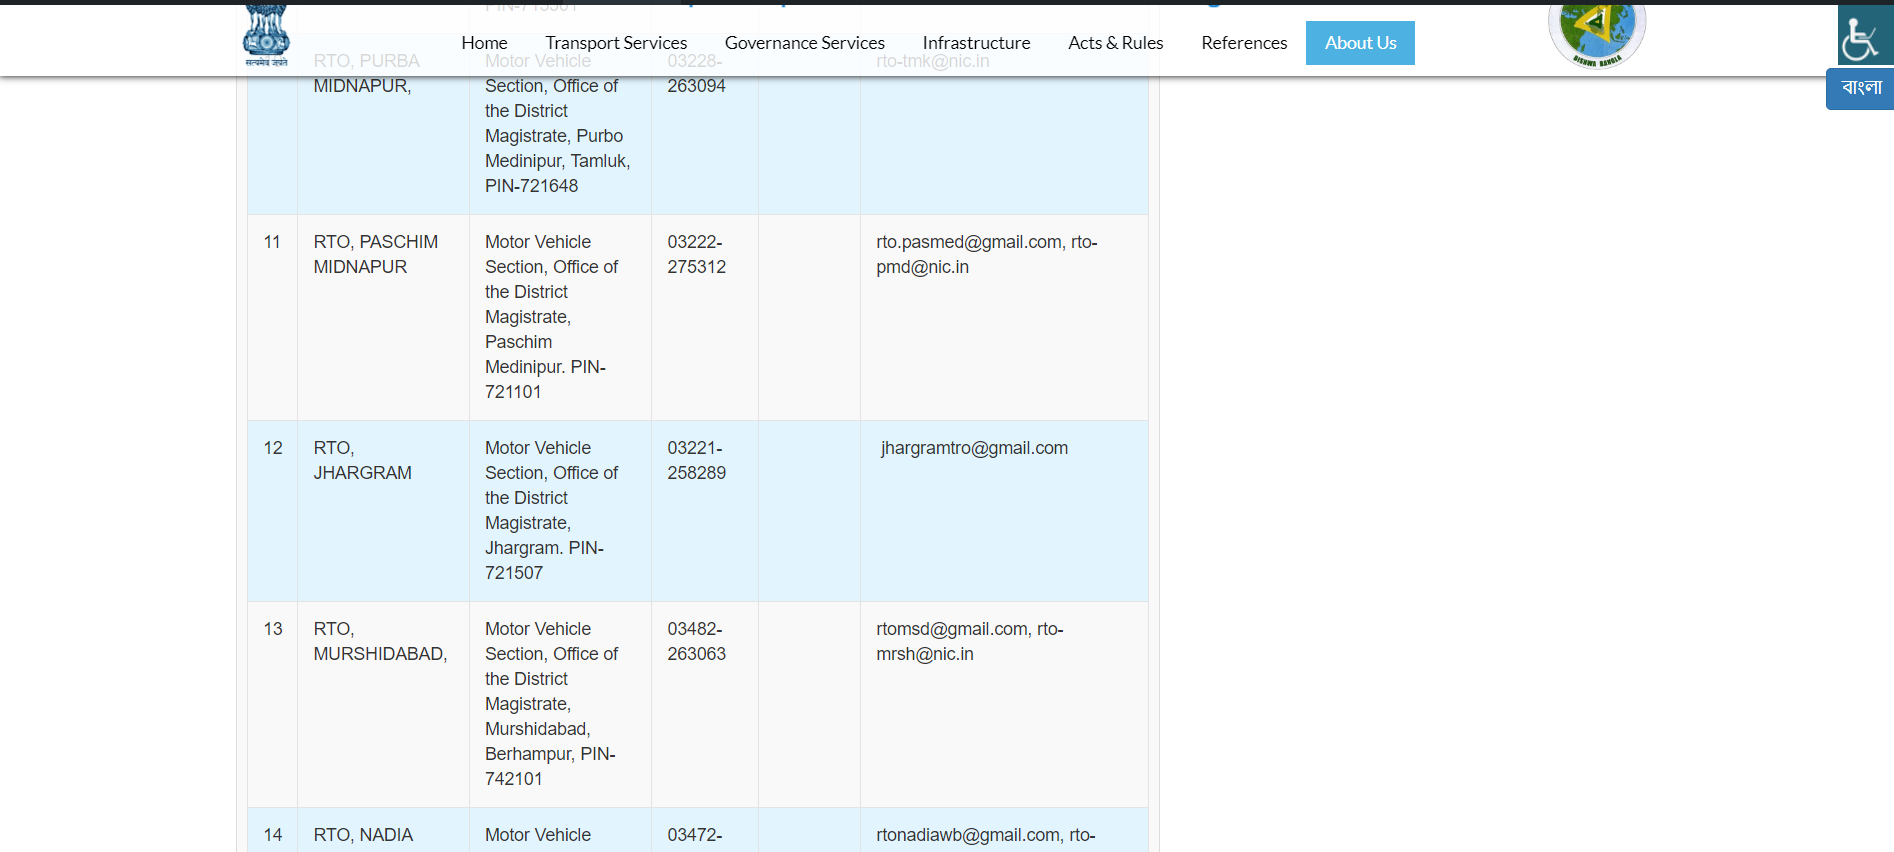 PIN-713501
सत्यमेव जयते
Home Transport Services Governance Services Infrastructure Acts & Rules References About Us
BISHWA BANGLA
বাংলা
RTO, PURBA MIDNAPUR, Motor Vehicle Section, Office of the District Magistrate, Purbo Medinipur, Tamluk, PIN-721648 03228-263094 rto-tmk@nic.in
11 RTO, PASCHIM MIDNAPUR Motor Vehicle Section, Office of the District Magistrate, Paschim Medinipur. PIN-721101 03222-275312 rto.pasmed@gmail.com, rto-pmd@nic.in
12 RTO, JHARGRAM Motor Vehicle Section, Office of the District Magistrate, Jhargram. PIN-721507 03221-258289 jhargramtro@gmail.com
13 RTO, MURSHIDABAD, Motor Vehicle Section, Office of the District Magistrate, Murshidabad, Berhampur, PIN-742101 03482-263063 rtomsd@gmail.com, rto-mrsh@nic.in
14 RTO, NADIA Motor Vehicle 03472- rtonadiawb@gmail.com, rto-